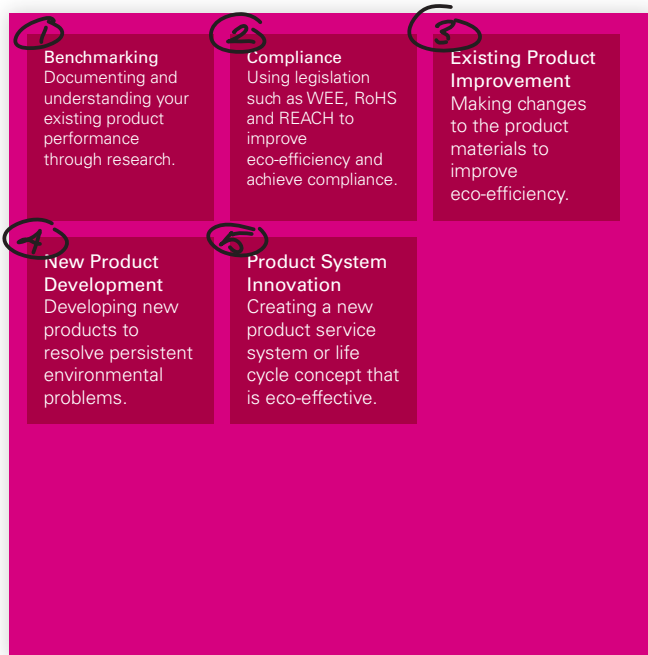 1
Benchmarking
Documenting and
understanding your
existing product
performance
through research.
2
Compliance
Using legislation
such as WEE, RoHS
and REACH to
improve
eco-efficiency and
achieve compliance.
3
Existing Product
Improvement
Making changes
to the product
materials to
improve
eco-efficiency.
4
New Product
Development
Developing new
products to
resolve persistent
environmental
problems.
5
Product System
Innovation
Creating a new
product service
system or life
cycle concept that
is eco-effective.